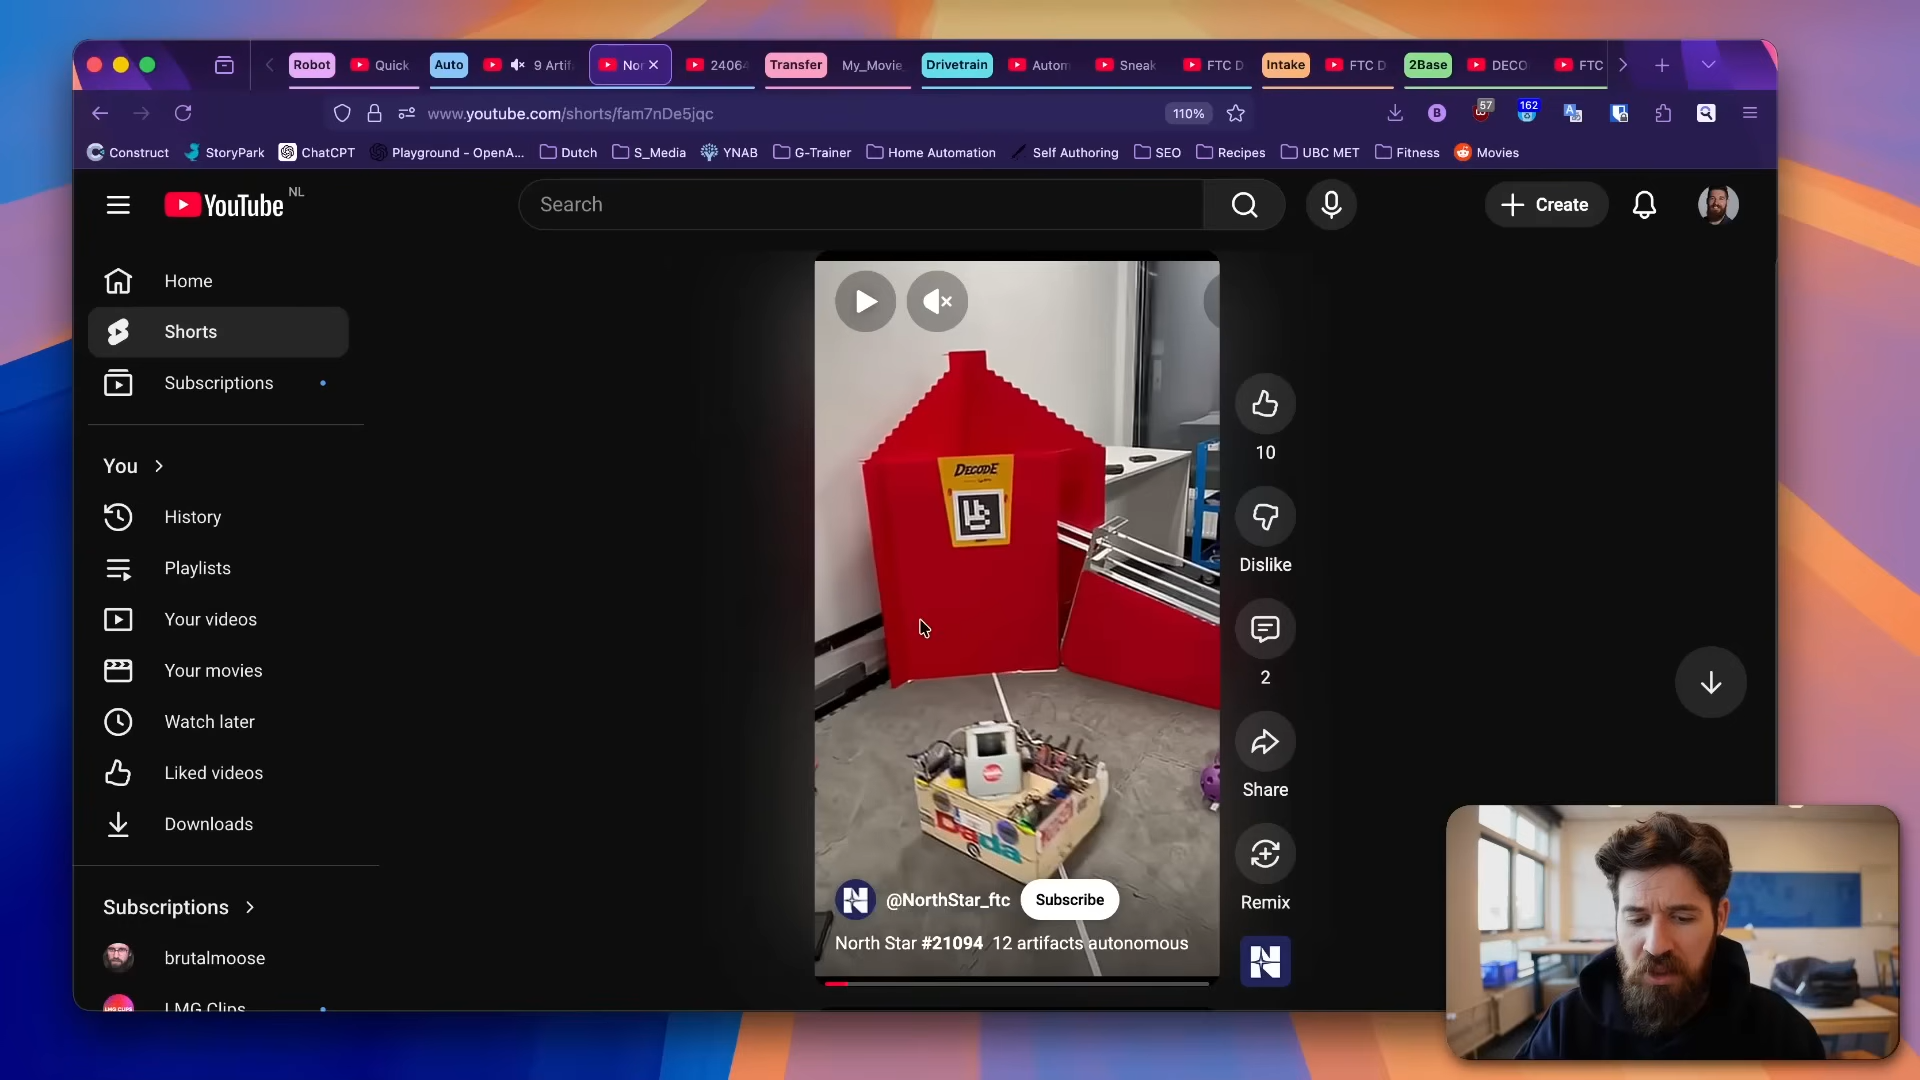 Robot
Quick
Auto
9 Artif
Nor
2406
Transfer
My_Movie
Drivetrain
Autom
Sneak
FTC D
Intake
FTC D
2Base
DECO
FTC
www.youtube.com/shorts/fam7nDe5jqc
110%
B
57
162
Construct
StoryPark
ChatCPT
Playground - OpenA...
Dutch
S_Media
YNAB
G-Trainer
Home Automation
Self Authoring
SEO
Recipes
UBC MET
Fitness
Movies
YouTube NL
Search
Create
Home
Shorts
Subscriptions
You
History
Playlists
Your videos
Your movies
Watch later
Liked videos
Downloads
Subscriptions
brutalmoose
LMG Clips
DECODE
10
Dislike
2
Share
Remix
@NorthStar_ftc
Subscribe
North Star #21094 12 artifacts autonomous